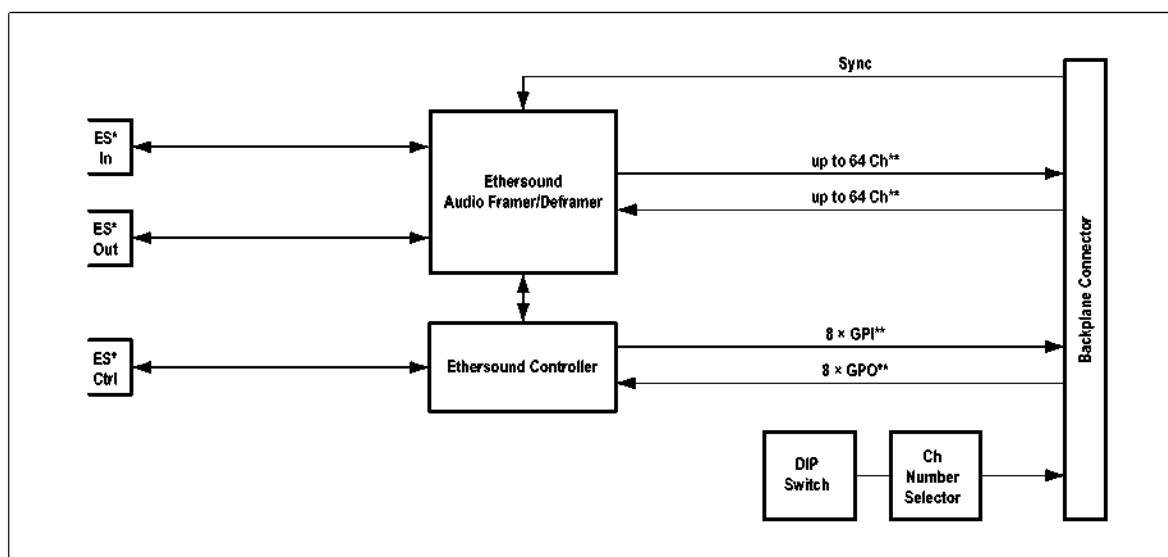 Sync
ES*
In
Ethersound
Audio Framer/Deframer
up to 64 Ch**
up to 64 Ch**
ES*
Out
Backplane Connector
8 × GPI**
ES*
Ctrl
Ethersound Controller
8 × GPO**
DIP
Switch
Ch
Number
Selector